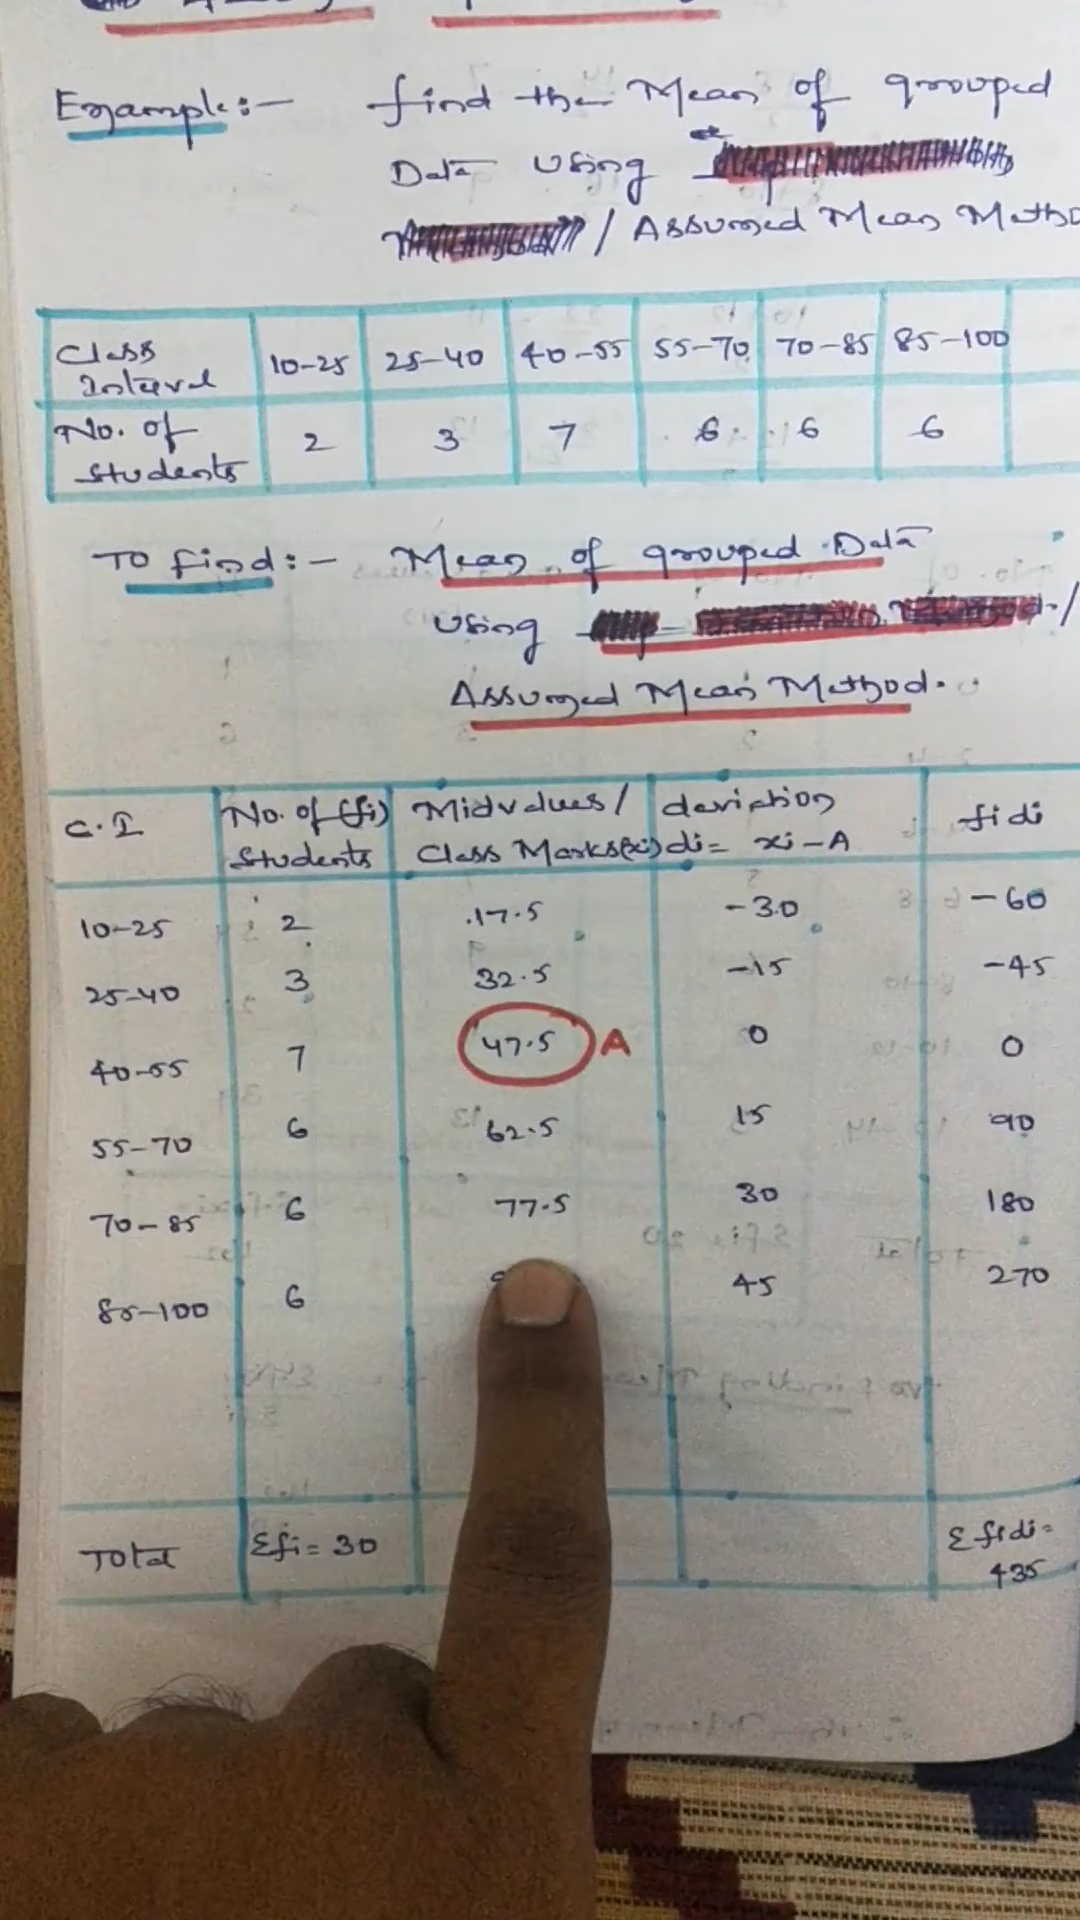 Example:- find the Mean of grouped
Data using
/ Assumed Mean Metho
Class Interval 10-25 25-40 40-55 55-70 70-85 85-100
No. of students 2 3 7 6 6 6
To find:- Mean of grouped Data
using /
Assumed Mean Method.
C.I No. of (fi) Students Midvalues/ Class Marks(xi) deviation di= xi-A fidi
10-25 2 17.5 -30 -60
25-40 3 32.5 -15 -45
40-55 7 47.5 A 0 0
55-70 6 62.5 15 90
70-85 6 77.5 30 180
85-100 6 45 270
Total Σfi= 30 Σfidi= 435